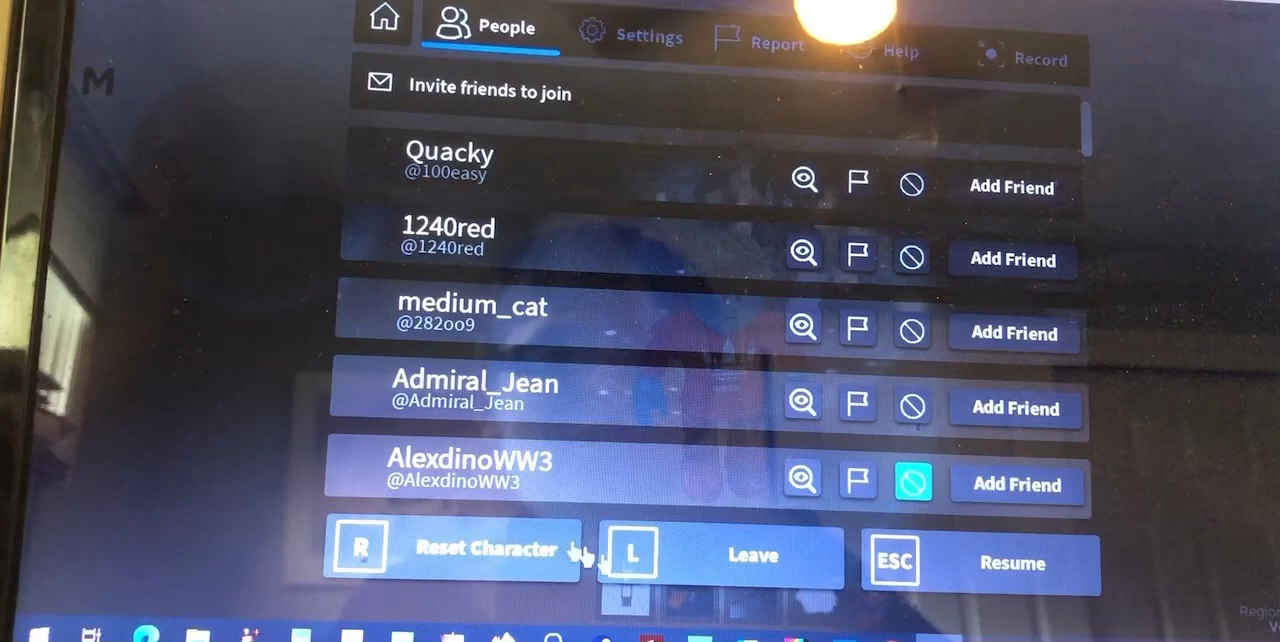 People
Settings
Report
Help
Record
M
Invite friends to join
Quacky
@100easy
Add Friend
1240red
@1240red
Add Friend
medium_cat
@282oo9
Add Friend
Admiral_Jean
@Admiral_Jean
Add Friend
AlexdinoWW3
@AlexdinoWW3
Add Friend
R
Reset Character
L
Leave
ESC
Resume